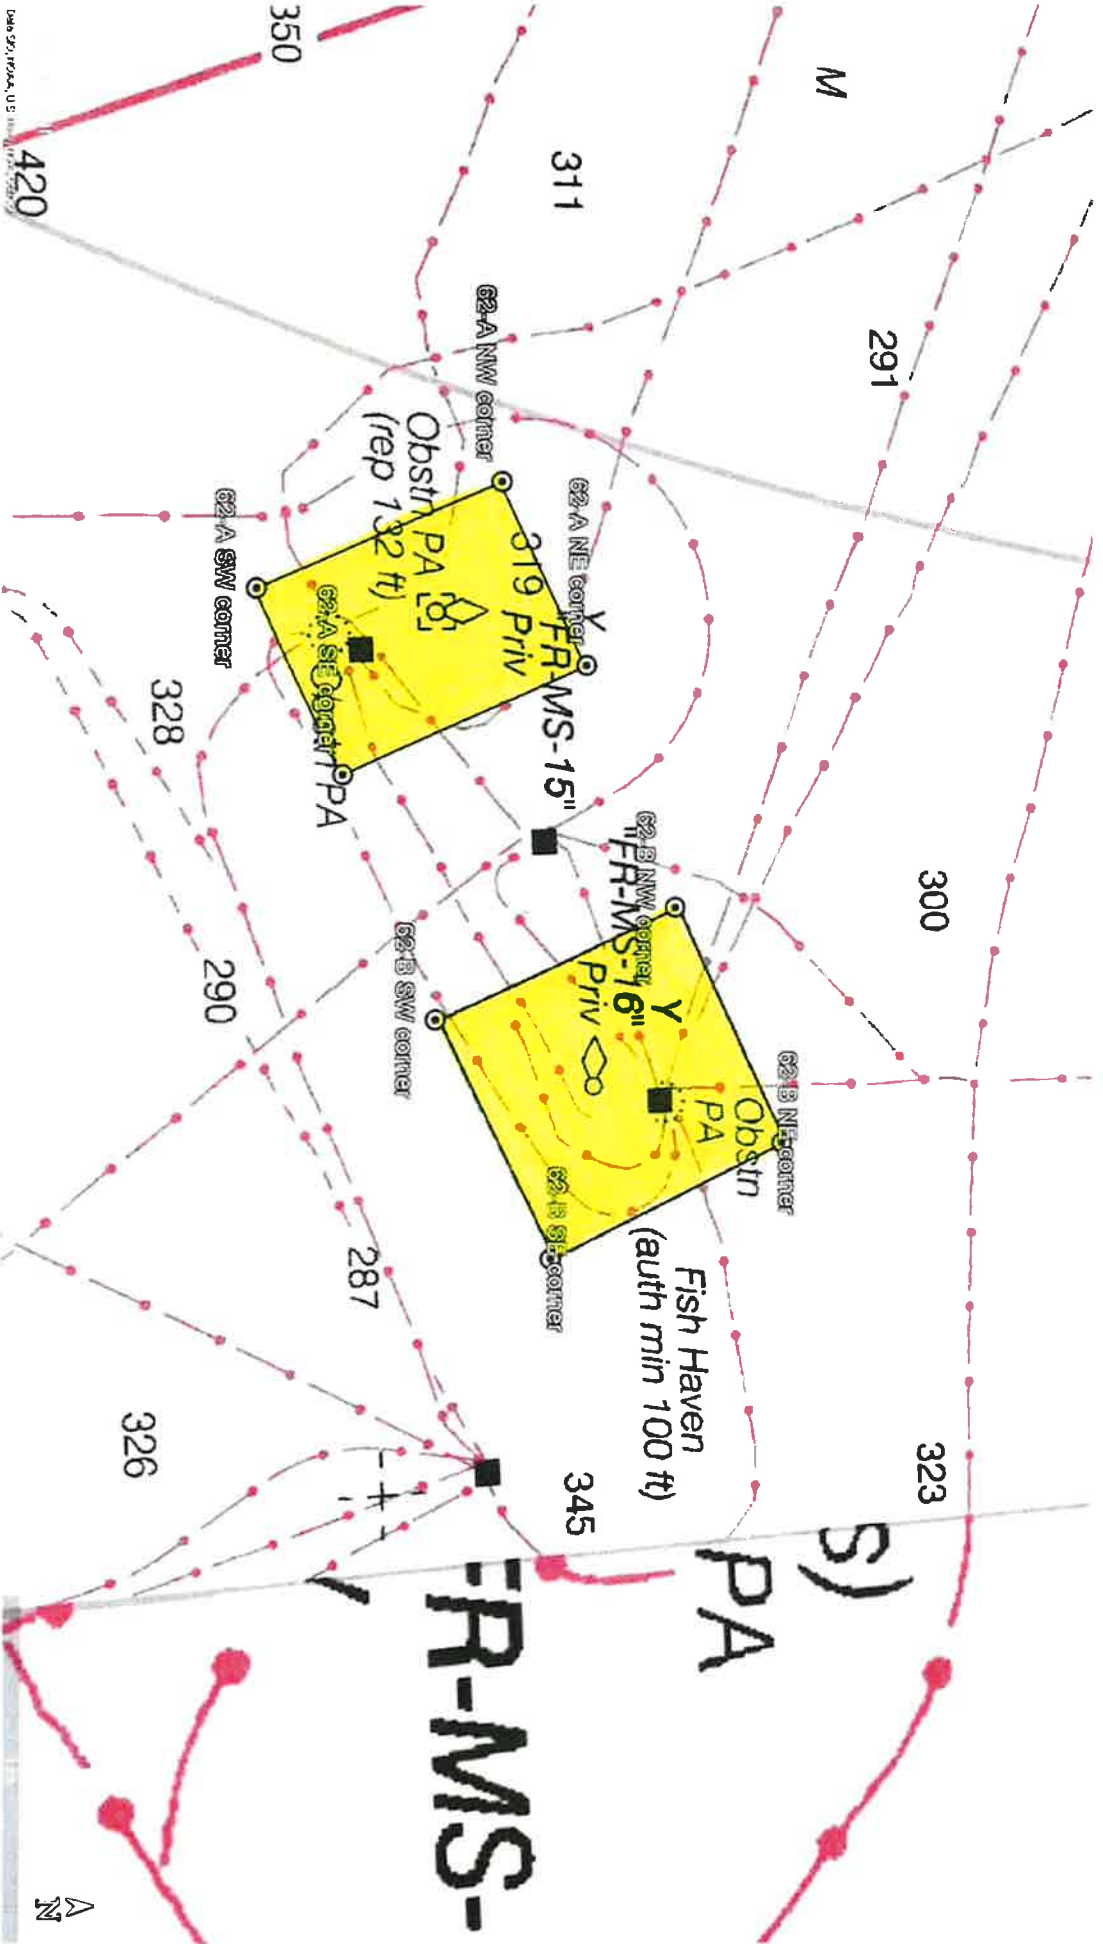 M
350
420
311
291
62-A NW corner
Obstn PA
(rep 132 ft)
62-A NE corner
319
Y
"FR-MS-15"
Priv
62-A SW corner
62-A SE corner
PA
328
300
62-B NW corner
"FR-MS-16"
Y
Priv
62-B SW corner
290
62-B NE corner
Obstn
PA
62-B SE corner
Fish Haven
(auth min 100 ft)
287
326
345
323
S)
PA
FR-MS-
N